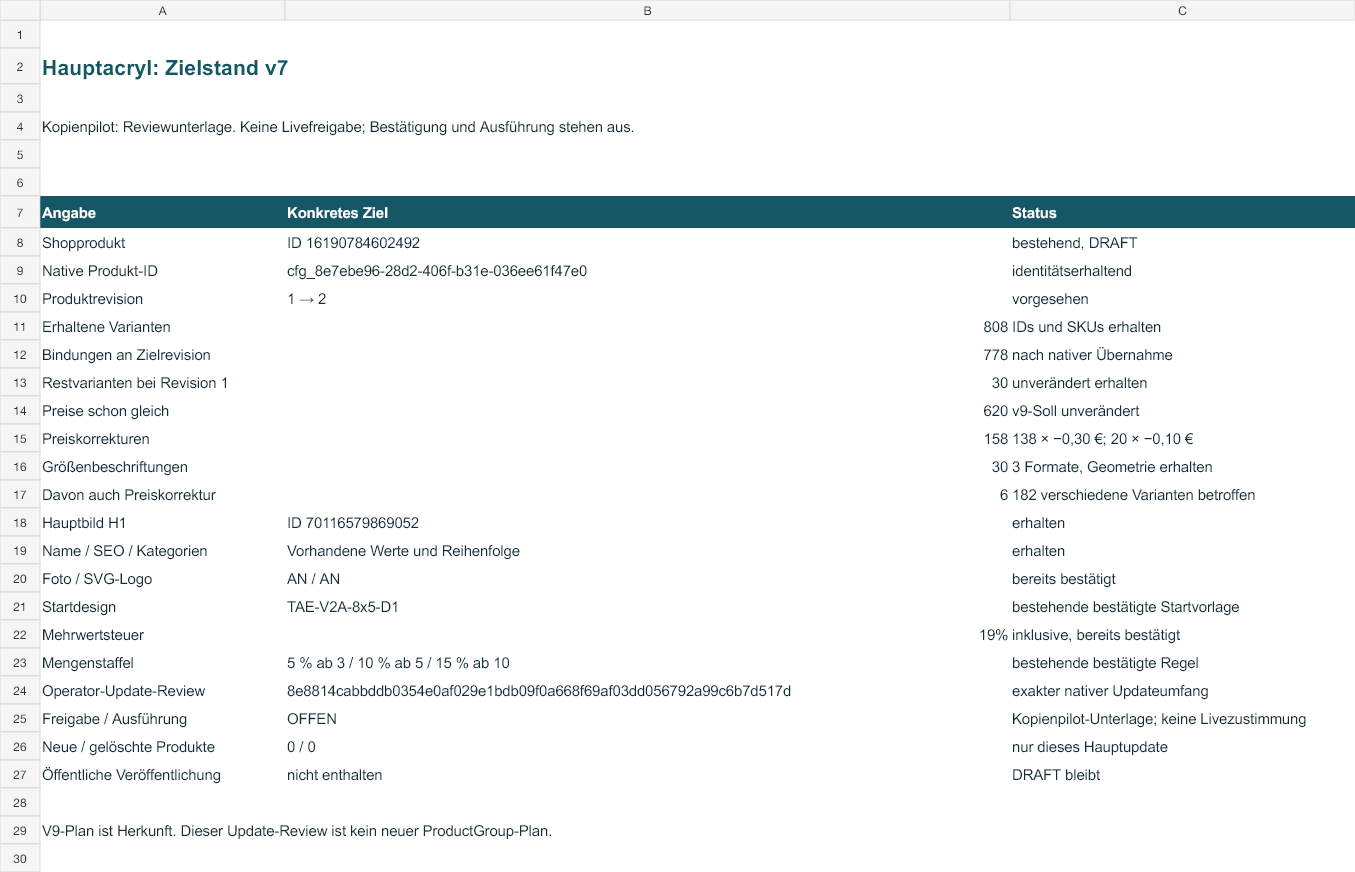 A B C
1
2 Hauptacryl: Zielstand v7
3
4 Kopienpilot: Reviewunterlage. Keine Livefreigabe; Bestätigung und Ausführung stehen aus.
5
6
7 Angabe Konkretes Ziel Status
8 Shopprodukt ID 16190784602492 bestehend, DRAFT
9 Native Produkt-ID cfg_8e7ebe96-28d2-406f-b31e-036ee61f47e0 identitätserhaltend
10 Produktrevision 1 → 2 vorgesehen
11 Erhaltene Varianten 808 IDs und SKUs erhalten
12 Bindungen an Zielrevision 778 nach nativer Übernahme
13 Restvarianten bei Revision 1 30 unverändert erhalten
14 Preise schon gleich 620 v9-Soll unverändert
15 Preiskorrekturen 158 138 × −0,30 €; 20 × −0,10 €
16 Größenbeschriftungen 30 3 Formate, Geometrie erhalten
17 Davon auch Preiskorrektur 6 182 verschiedene Varianten betroffen
18 Hauptbild H1 ID 70116579869052 erhalten
19 Name / SEO / Kategorien Vorhandene Werte und Reihenfolge erhalten
20 Foto / SVG-Logo AN / AN bereits bestätigt
21 Startdesign TAE-V2A-8x5-D1 bestehende bestätigte Startvorlage
22 Mehrwertsteuer 19% inklusive, bereits bestätigt
23 Mengenstaffel 5 % ab 3 / 10 % ab 5 / 15 % ab 10 bestehende bestätigte Regel
24 Operator-Update-Review 8e8814cabbddb0354e0af029e1bdb09f0a668f69af03dd056792a99c6b7d517d exakter nativer Updateumfang
25 Freigabe / Ausführung OFFEN Kopienpilot-Unterlage; keine Livezustimmung
26 Neue / gelöschte Produkte 0 / 0 nur dieses Hauptupdate
27 Öffentliche Veröffentlichung nicht enthalten DRAFT bleibt
28
29 V9-Plan ist Herkunft. Dieser Update-Review ist kein neuer ProductGroup-Plan.
30